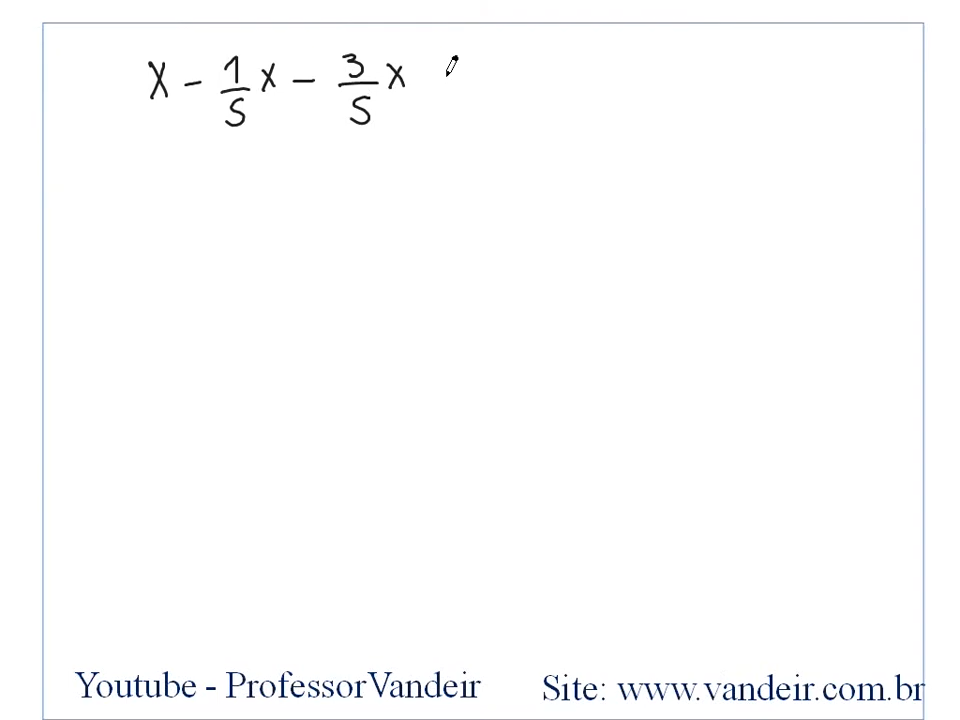 X - 1/5 x - 3/5 x
Youtube - ProfessorVandeir
Site: www.vandeir.com.br